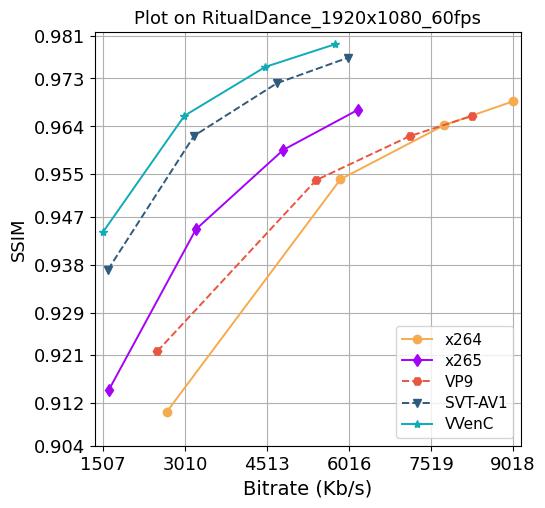 Plot on RitualDance_1920x1080_60fps
0.981
0.973
0.964
0.955
0.947
0.938
0.929
0.921
0.912
0.904
SSIM
x264
x265
VP9
SVT-AV1
VVenC
1507 3010 4513 6016 7519 9018
Bitrate (Kb/s)